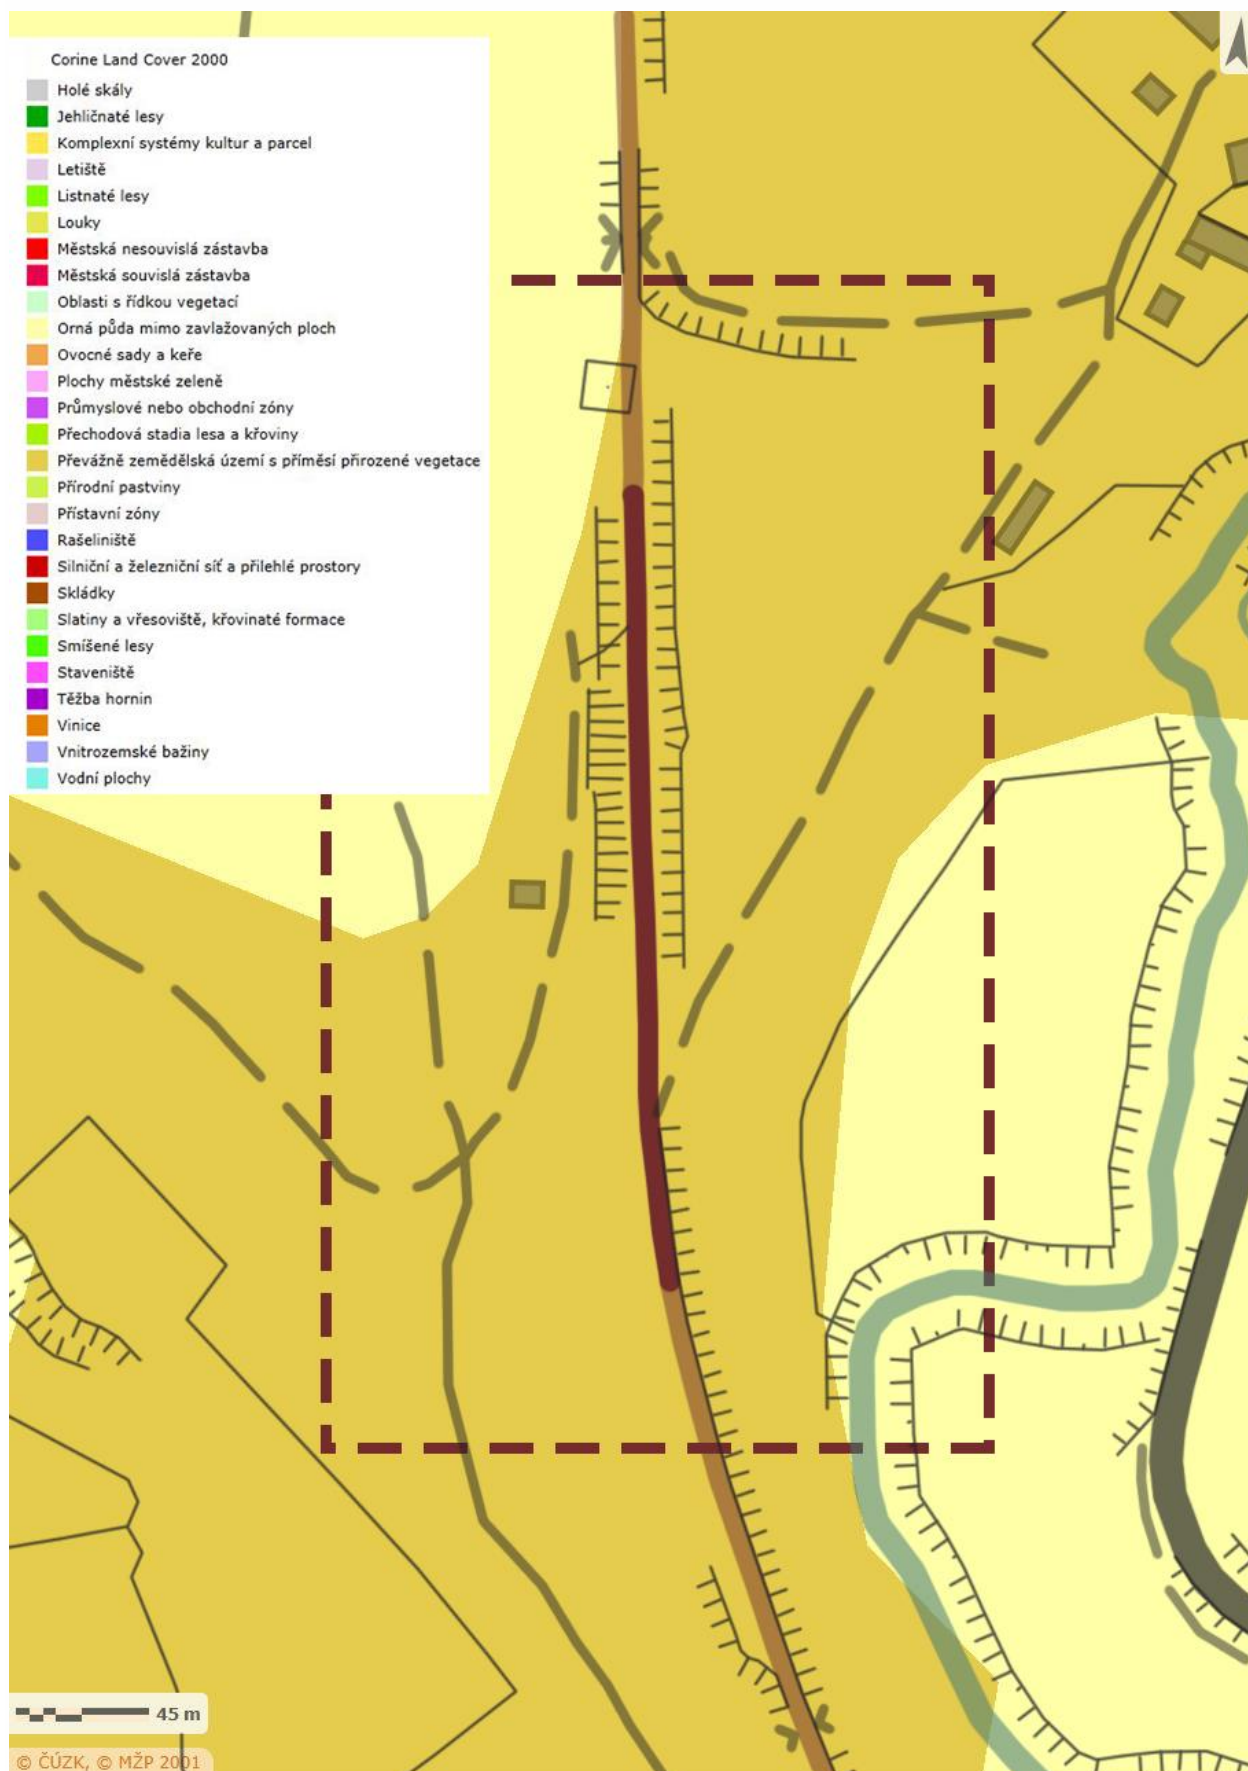 Corine Land Cover 2000
Holé skály
Jehličnaté lesy
Komplexní systémy kultur a parcel
Letiště
Listnaté lesy
Louky
Městská nesouvislá zástavba
Městská souvislá zástavba
Oblasti s řídkou vegetací
Orná půda mimo zavlažovaných ploch
Ovocné sady a keře
Plochy městské zeleně
Průmyslové nebo obchodní zóny
Přechodová stadia lesa a křoviny
Převážně zemědělská území s příměsí přirozené vegetace
Přírodní pastviny
Přístavní zóny
Rašeliniště
Silniční a železniční síť a přilehlé prostory
Skládky
Slatiny a vřesoviště, křovinaté formace
Smíšené lesy
Staveniště
Těžba hornin
Vinice
Vnitrozemské bažiny
Vodní plochy
45 m
© ČÚZK, © MŽP 2001